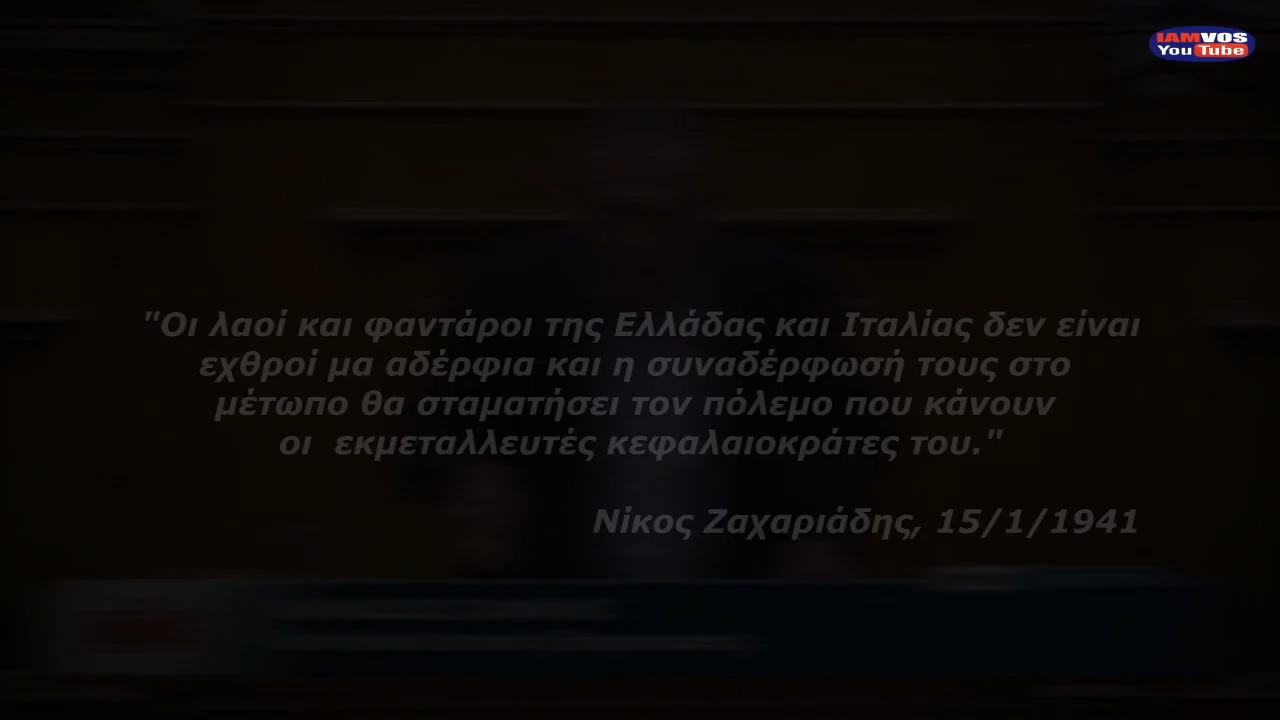 IAMVOS
YouTube
"Οι λαοί και φαντάροι της Ελλάδας και Ιταλίας δεν είναι
εχθροί μα αδέρφια και η συναδέρφωσή τους στο
μέτωπο θα σταματήσει τον πόλεμο που κάνουν
οι εκμεταλλευτές κεφαλαιοκράτες του."
Νίκος Ζαχαριάδης, 15/1/1941